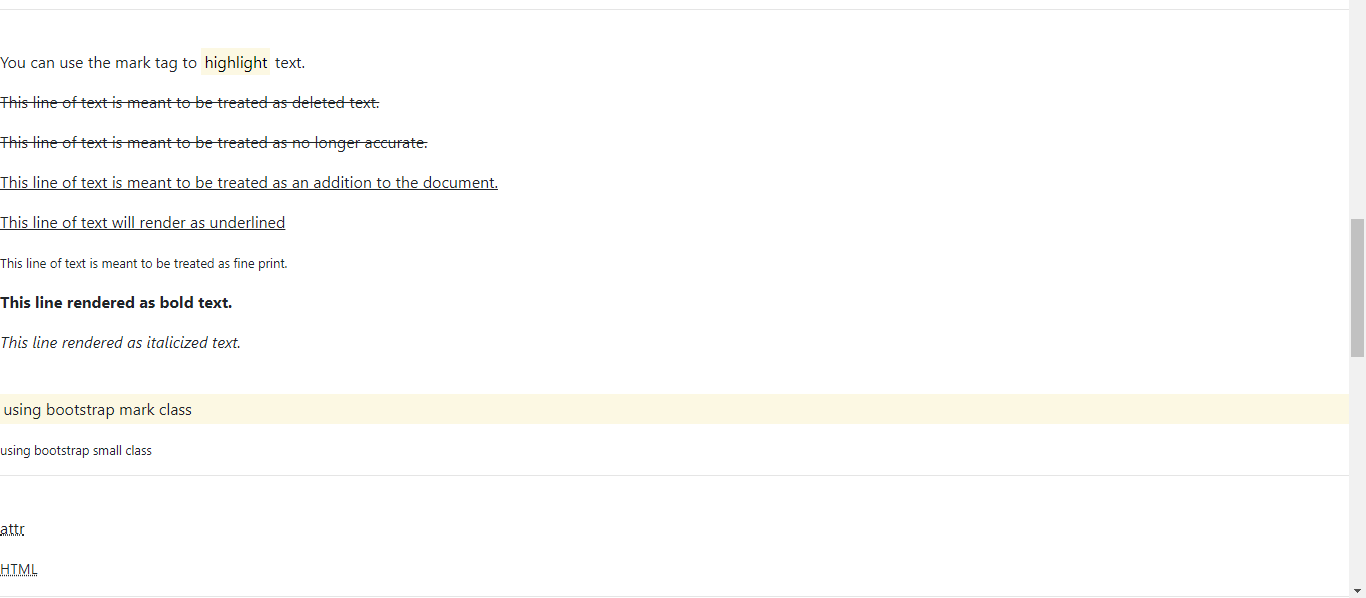 You can use the mark tag to highlight text.
This line of text is meant to be treated as deleted text.
This line of text is meant to be treated as no longer accurate.
This line of text is meant to be treated as an addition to the document.
This line of text will render as underlined
This line of text is meant to be treated as fine print.
This line rendered as bold text.
This line rendered as italicized text.
using bootstrap mark class
using bootstrap small class
attr
HTML